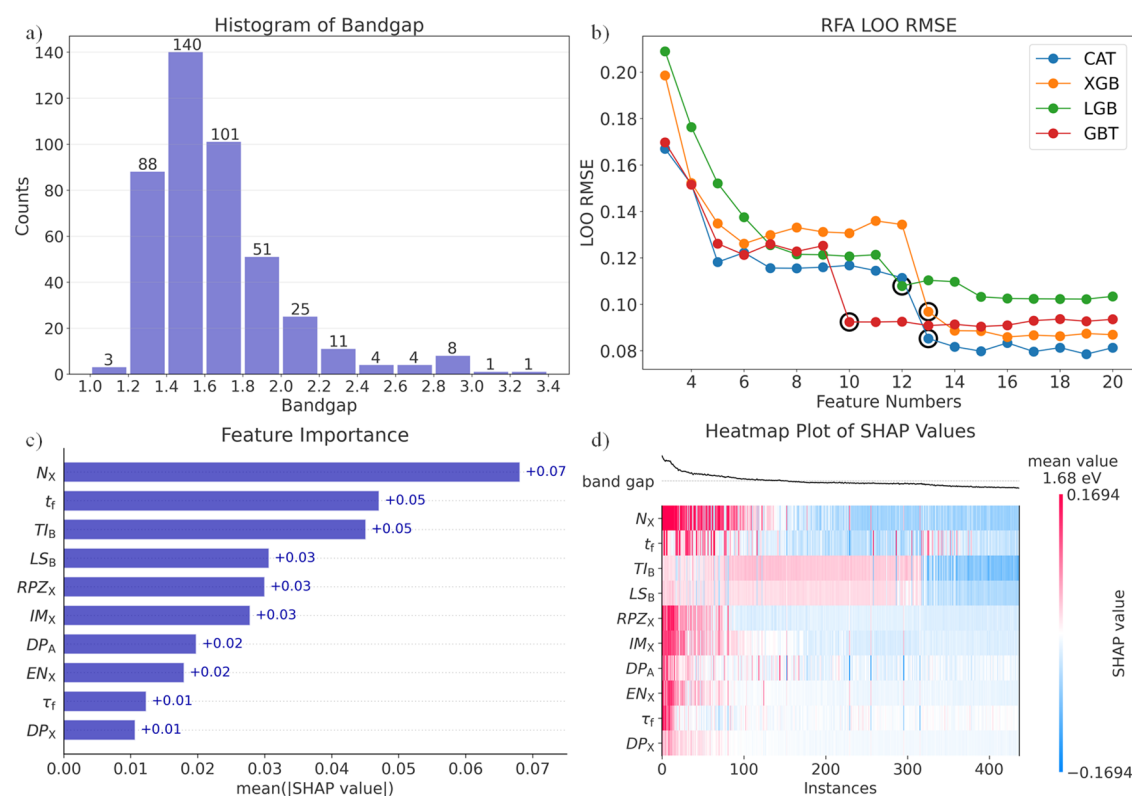 a)
Histogram of Bandgap
140
120
100
80
60
40
20
0
Counts
3
88
140
101
51
25
11
4
4
8
1
1
1.0 1.2 1.4 1.6 1.8 2.0 2.2 2.4 2.6 2.8 3.0 3.2 3.4
Bandgap
b)
RFA LOO RMSE
CAT
XGB
LGB
GBT
0.20
0.18
0.16
0.14
0.12
0.10
0.08
LOO RMSE
4 6 8 10 12 14 16 18 20
Feature Numbers
c)
Feature Importance
N_X +0.07
t_f +0.05
TI_B +0.05
LS_B +0.03
RPZ_X +0.03
IM_X +0.03
DP_A +0.02
EN_X +0.02
τ_f +0.01
DP_X +0.01
0.00 0.01 0.02 0.03 0.04 0.05 0.06 0.07
mean(|SHAP value|)
d)
Heatmap Plot of SHAP Values
band gap
N_X
t_f
TI_B
LS_B
RPZ_X
IM_X
DP_A
EN_X
τ_f
DP_X
0 100 200 300 400
Instances
mean value
1.68 eV
0.1694
SHAP value
−0.1694